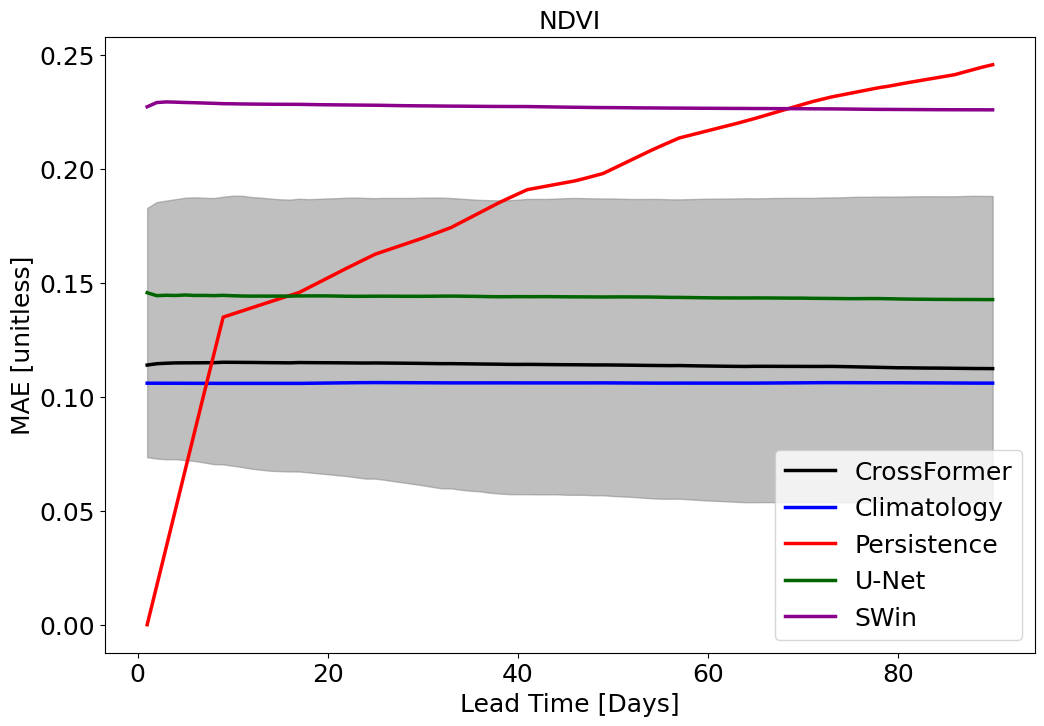 NDVI
MAE [unitless]
0.25
0.20
0.15
0.10
0.05
0.00
0
20
40
60
80
Lead Time [Days]
CrossFormer
Climatology
Persistence
U-Net
SWin